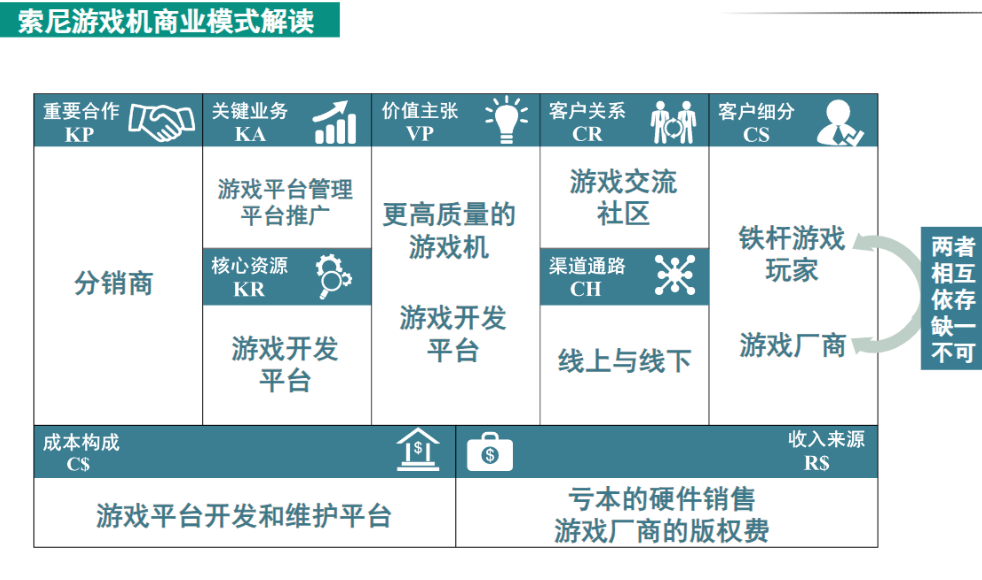 索尼游戏机商业模式解读
重要合作
KP
关键业务
KA
价值主张
VP
客户关系
CR
客户细分
CS
分销商
游戏平台管理
平台推广
核心资源
KR
游戏开发
平台
更高质量的
游戏机
游戏开发
平台
游戏交流
社区
渠道通路
CH
线上与线下
铁杆游戏
玩家
游戏厂商
两者
相互
依存
缺一
不可
成本构成
C$
$
$
收入来源
R$
游戏平台开发和维护平台
亏本的硬件销售
游戏厂商的版权费